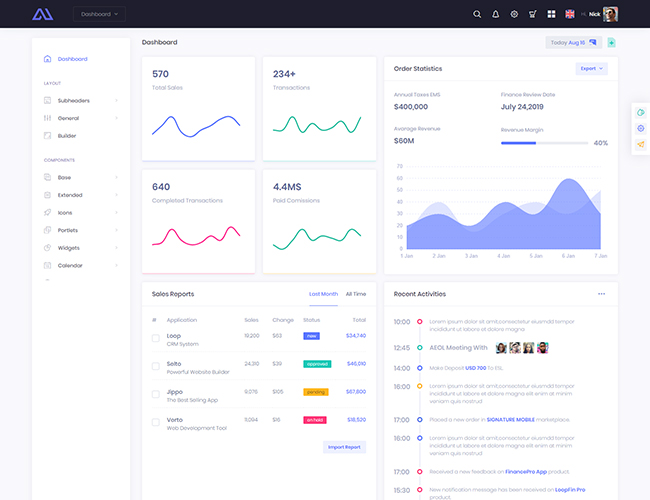 Dashboard
Hi, Nick
Dashboard
LAYOUT
Subheaders
General
Builder
COMPONENTS
Base
Extended
Icons
Portlets
Widgets
Calendar
Dashboard
Today Aug 16
570
Total Sales
234+
Transactions
640
Completed Transactions
4.4M$
Paid Comissions
Order Statistics
Export
Annual Taxes EMS
Finance Review Date
$400,000
July 24,2019
Average Revenue
Revenue Margin
$60M
40%
70
60
50
40
30
20
10
0
1 Jan 2 Jan 3 Jan 4 Jan 5 Jan 6 Jan 7 Jan
Sales Reports
Last Month All Time
# Application Sales Change Status Total
Loop
CRM System
19,200 $63 new $34,740
Selto
Powerful Website Builder
24,310 $39 approved $46,010
Jippo
The Best Selling App
9,076 $105 pending $67,800
Verto
Web Development Tool
11,094 $16 on hold $18,520
Import Report
Recent Activities
10:00 Lorem ipsum dolor sit amit,consectetur eiusmdd tempor
incididunt ut labore et dolore magna
12:45 AEOL Meeting With
14:00 Make Deposit USD 700 To ESL.
16:00 Lorem ipsum dolor sit amit,consectetur eiusmdd tempor
incididunt ut labore et dolore magna elit enim at minim
veniam quis nostrud
17:00 Placed a new order in SIGNATURE MOBILE marketplace.
16:00 Lorem ipsum dolor sit amit,consectetur eiusmdd tempor
incididunt ut labore et dolore magna elit enim at minim
veniam quis nostrud
17:00 Received a new feedback on FinancePro App product.
15:30 New notification message has been received on LoopFin Pro
product.